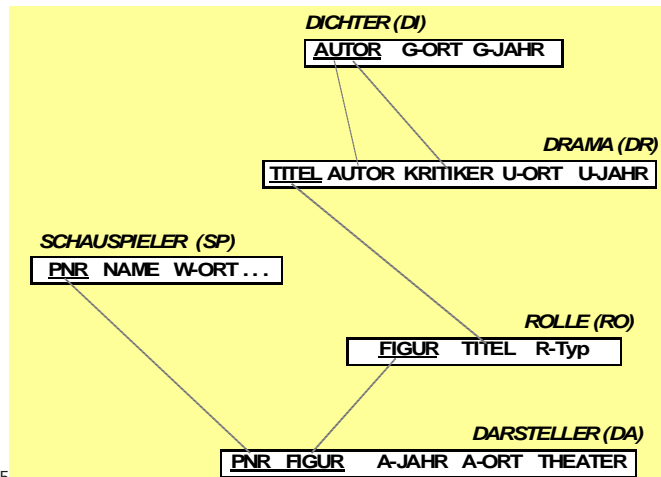 DICHTER (DI)
AUTOR G-ORT G-JAHR
DRAMA (DR)
TITEL AUTOR KRITIKER U-ORT U-JAHR
SCHAUSPIELER (SP)
PNR NAME W-ORT . . .
ROLLE (RO)
FIGUR TITEL R-Typ
DARSTELLER (DA)
PNR FIGUR A-JAHR A-ORT THEATER